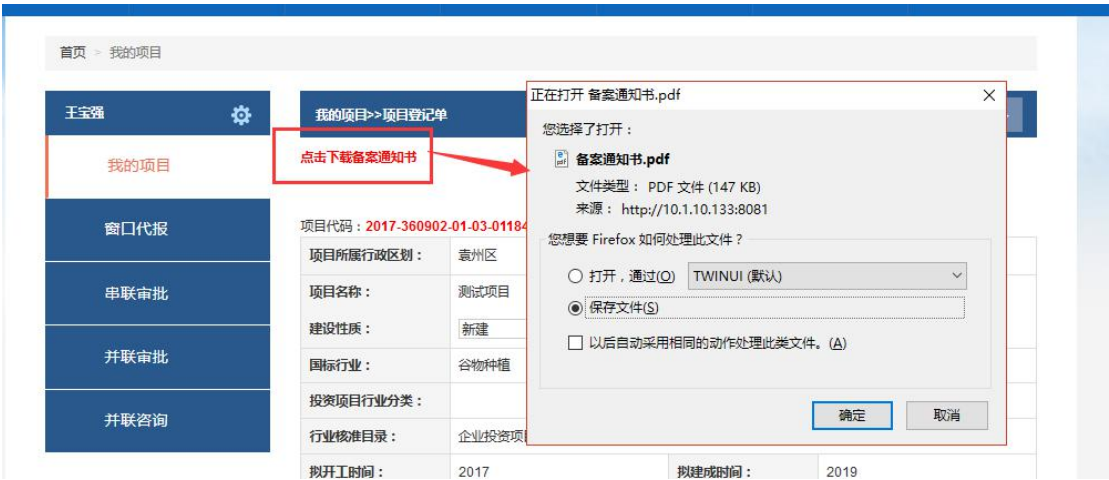 首页 > 我的项目
王宝强
我的项目
窗口代报
串联审批
并联审批
并联咨询
我的项目>>项目登记单
点击下载备案通知书
项目代码：2017-360902-01-03-01184
项目所属行政区划： 袁州区
项目名称： 测试项目
建设性质： 新建
国标行业： 谷物种植
投资项目行业分类：
行业核准目录： 企业投资项
拟开工时间： 2017 拟建成时间： 2019
正在打开 备案通知书.pdf
您选择了打开：
备案通知书.pdf
文件类型： PDF 文件 (147 KB)
来源： http://10.1.10.133:8081
您想要 Firefox 如何处理此文件？
打开，通过(O) TWINUI (默认)
保存文件(S)
以后自动采用相同的动作处理此类文件。(A)
确定 取消